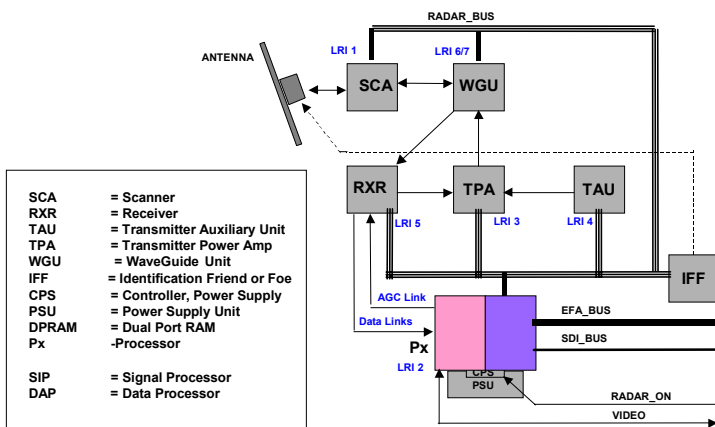 RADAR_BUS
LRI 1
LRI 6/7
ANTENNA
SCA
WGU
RXR
TPA
TAU
LRI 5
LRI 3
LRI 4
IFF
SCA = Scanner
RXR = Receiver
TAU = Transmitter Auxiliary Unit
TPA = Transmitter Power Amp
WGU = WaveGuide Unit
IFF = Identification Friend or Foe
CPS = Controller, Power Supply
PSU = Power Supply Unit
DPRAM = Dual Port RAM
Px -Processor
SIP = Signal Processor
DAP = Data Processor
AGC Link
Data Links
Px
LRI 2
EFA_BUS
SDI_BUS
CPS
PSU
RADAR_ON
VIDEO